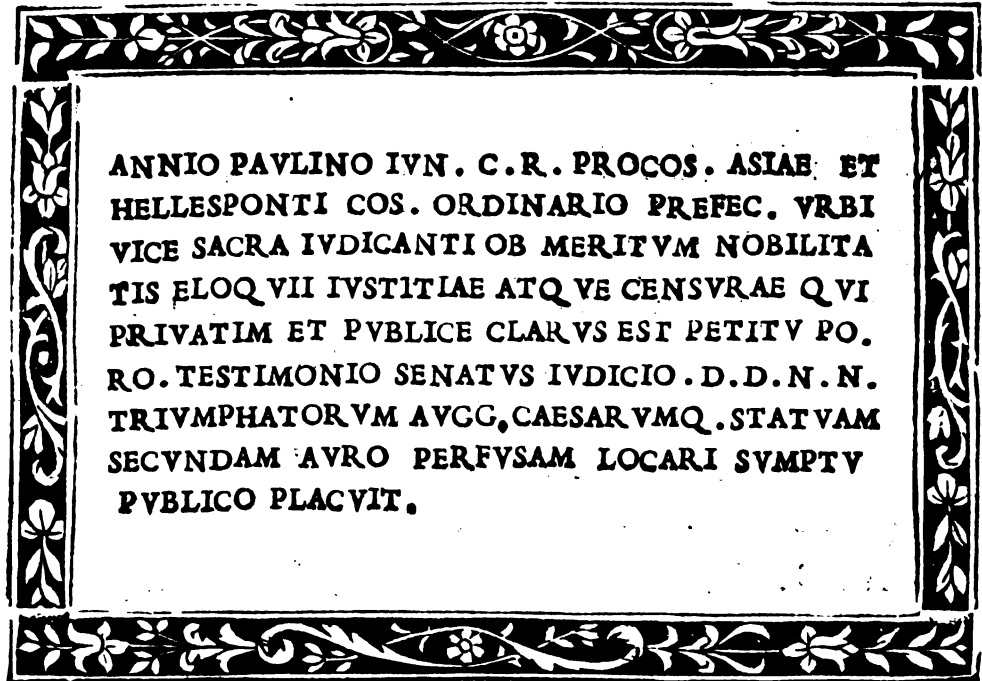 ANNIO PAVLINO IVN. C. R. PROCOS. ASIAE ET
HELLESPONTI COS. ORDINARIO PREFEC. VRBI
VICE SACRA IVDICANTI OB MERITVM NOBILITA
TIS ELOQVII IVSTITIAE ATQVE CENSVRAE QVI
PRIVATIM ET PVBLICE CLARVS EST PETITV PO.
RO. TESTIMONIO SENATVS IVDICIO. D. D. N. N.
TRIVMPHATORVM AVGG, CAESARVMQ. STATVAM
SECVNDAM AVRO PERFVSAM LOCARI SVMPTV
PVBLICO PLACVIT.